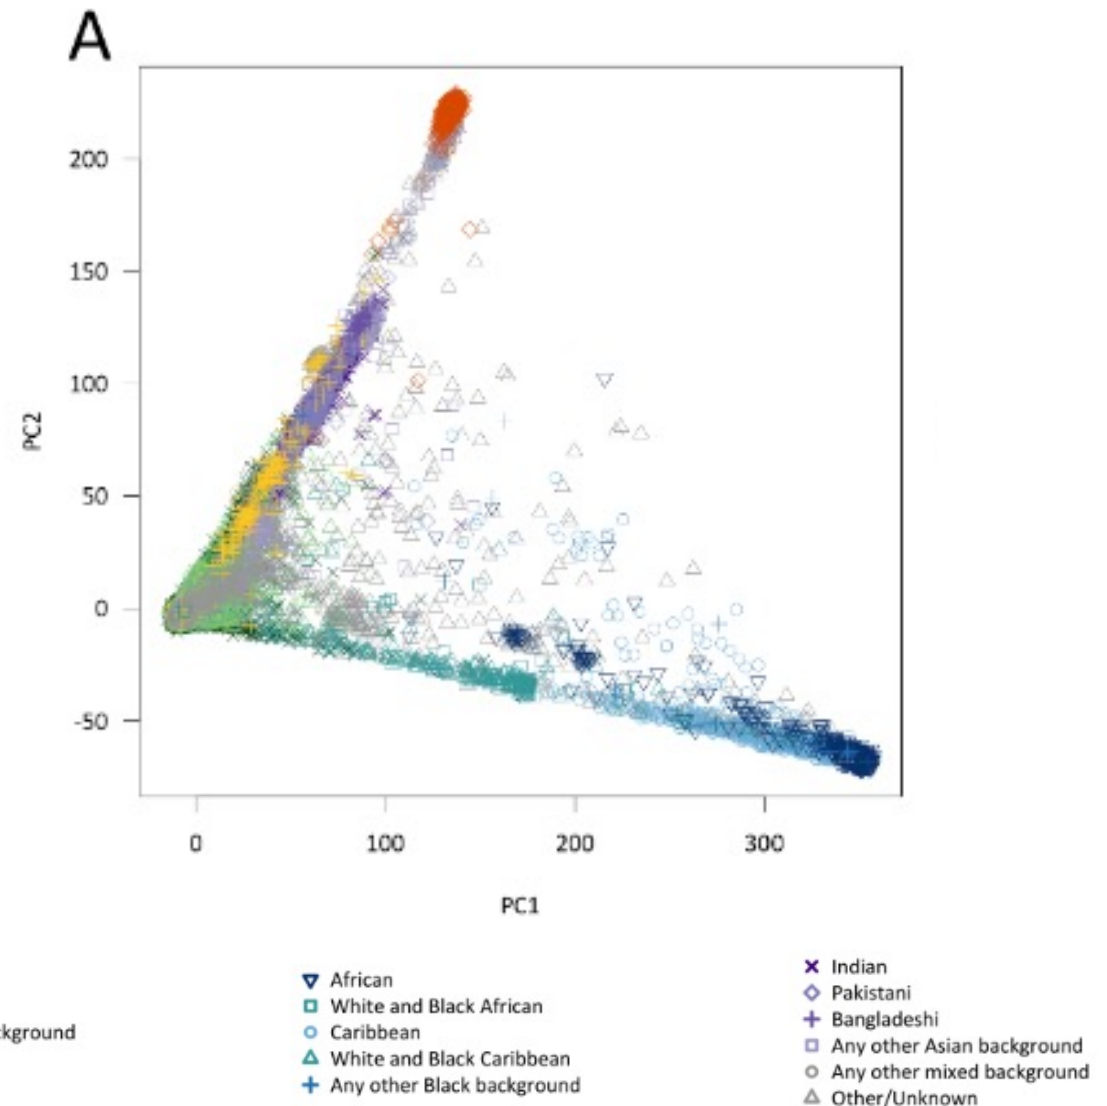 A
200
150
100
50
0
-50
PC2
0 100 200 300
PC1
African
White and Black African
Caribbean
White and Black Caribbean
Any other Black background
ckground
Indian
Pakistani
Bangladeshi
Any other Asian background
Any other mixed background
Other/Unknown